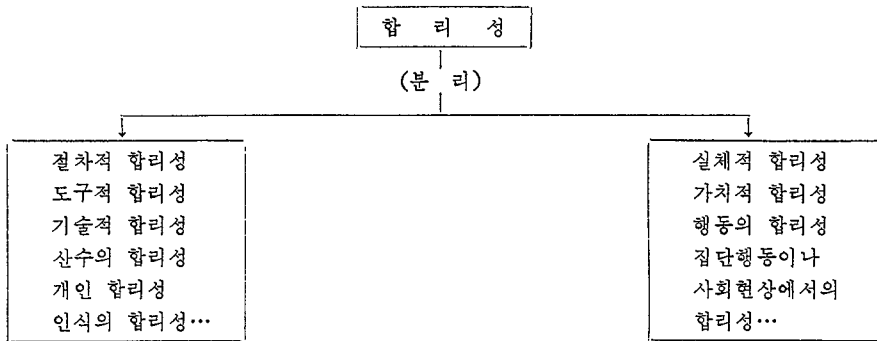 합 리 성
(분 리)
절차적 합리성
도구적 합리성
기술적 합리성
산수의 합리성
개인 합리성
인식의 합리성…
실체적 합리성
가치적 합리성
행동의 합리성
집단행동이나
사회현상에서의
합리성…